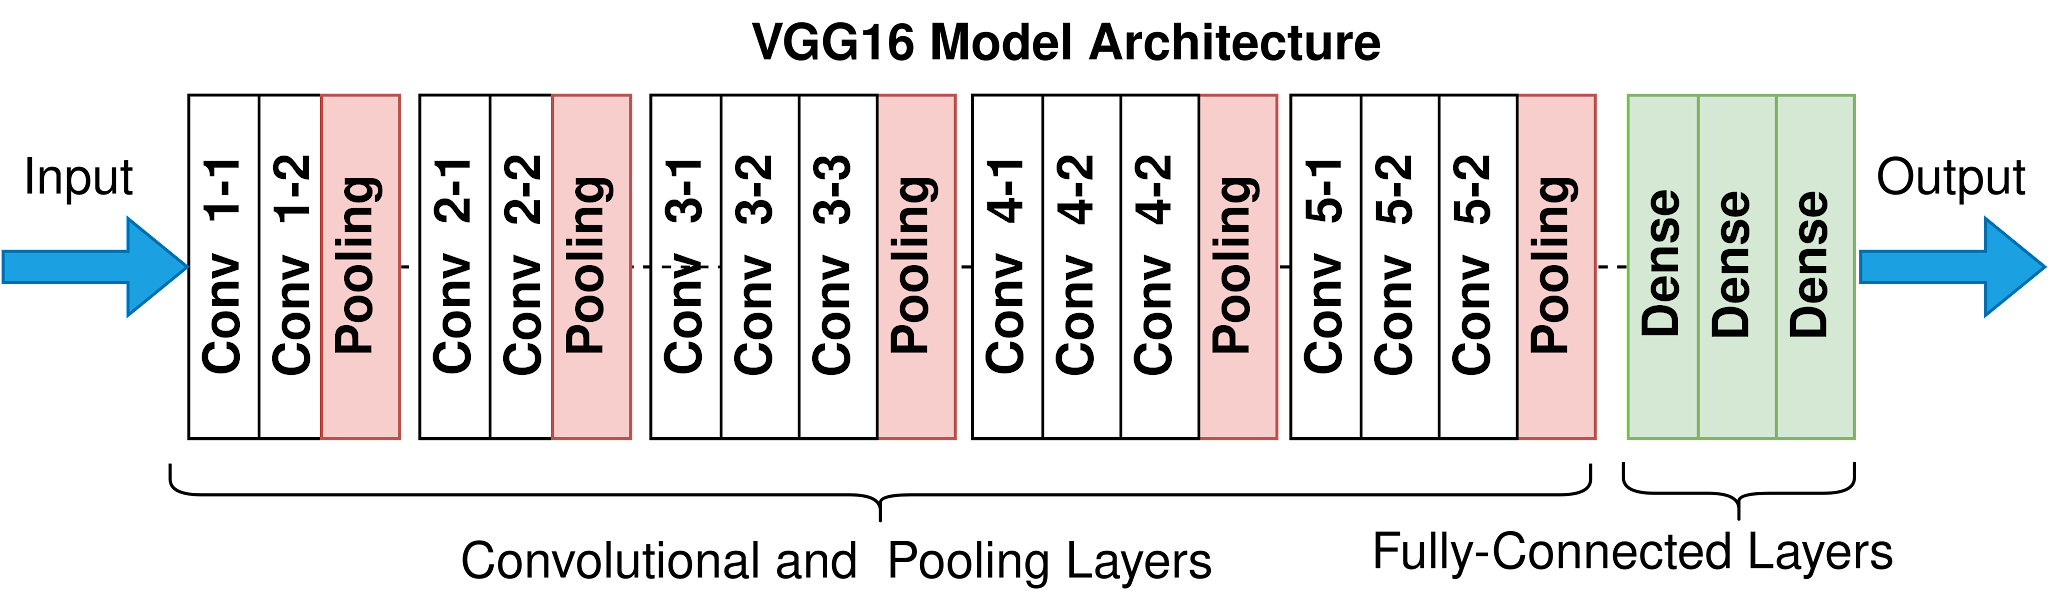 VGG16 Model Architecture
Input
Conv 1-1
Conv 1-2
Pooling
Conv 2-1
Conv 2-2
Pooling
Conv 3-1
Conv 3-2
Conv 3-3
Pooling
Conv 4-1
Conv 4-2
Conv 4-2
Pooling
Conv 5-1
Conv 5-2
Conv 5-2
Pooling
Dense
Dense
Dense
Output
Convolutional and Pooling Layers
Fully-Connected Layers